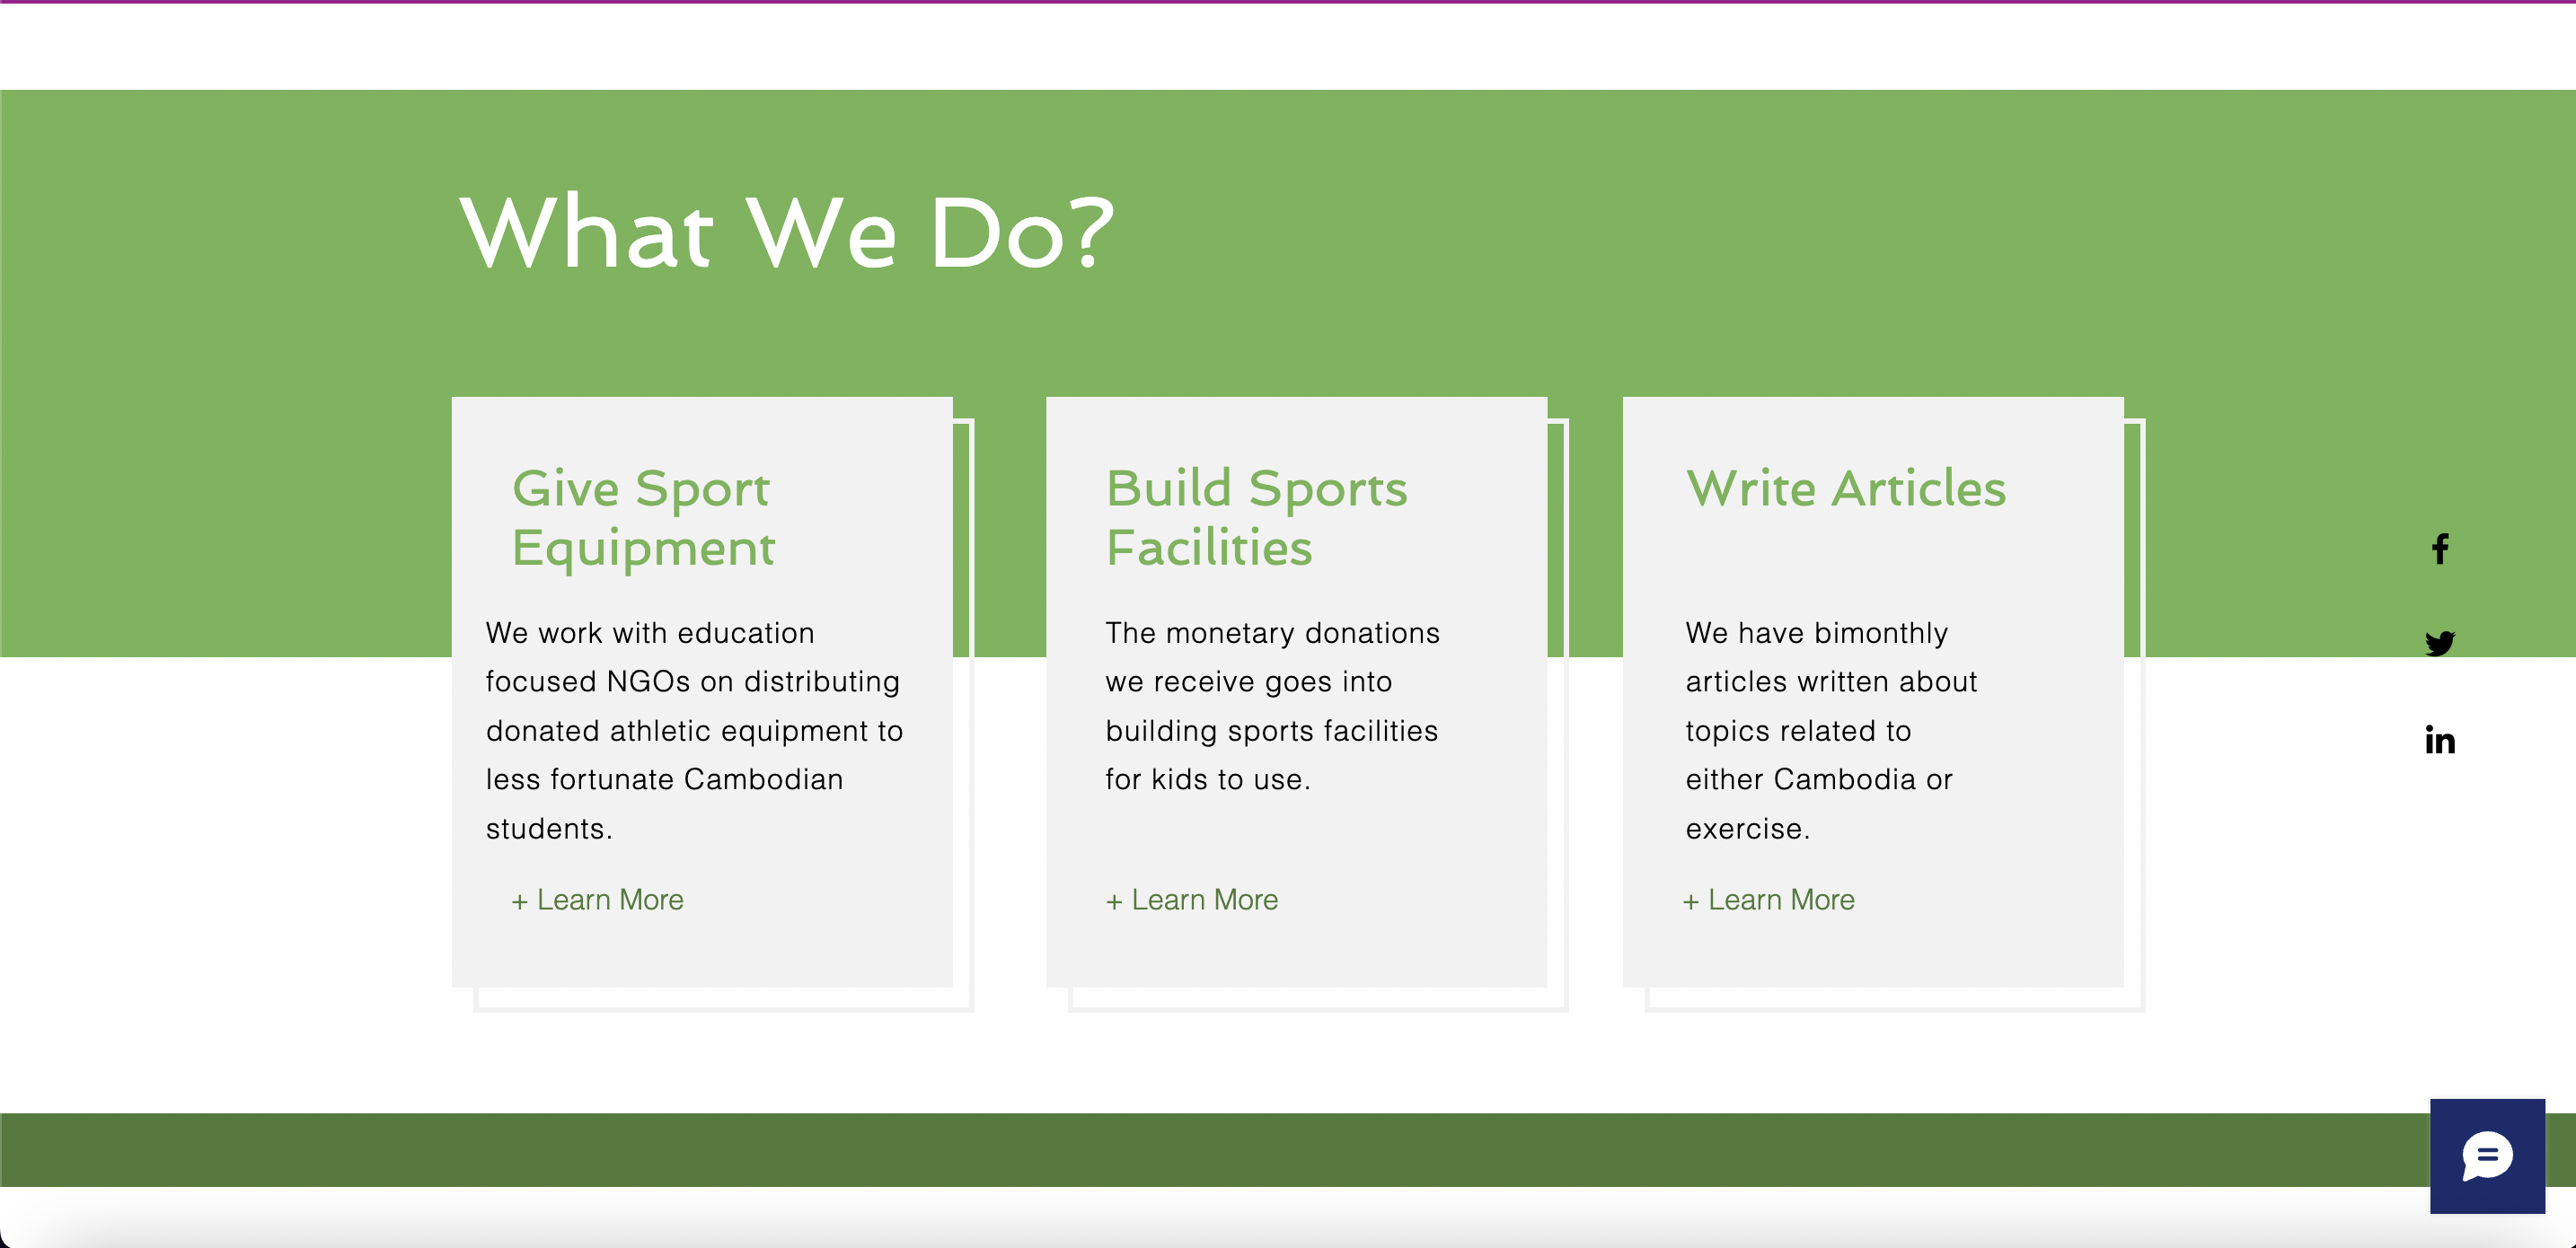 What We Do?
Give Sport
Equipment
We work with education
focused NGOs on distributing
donated athletic equipment to
less fortunate Cambodian
students.
+ Learn More
Build Sports
Facilities
The monetary donations
we receive goes into
building sports facilities
for kids to use.
+ Learn More
Write Articles
We have bimonthly
articles written about
topics related to
either Cambodia or
exercise.
+ Learn More